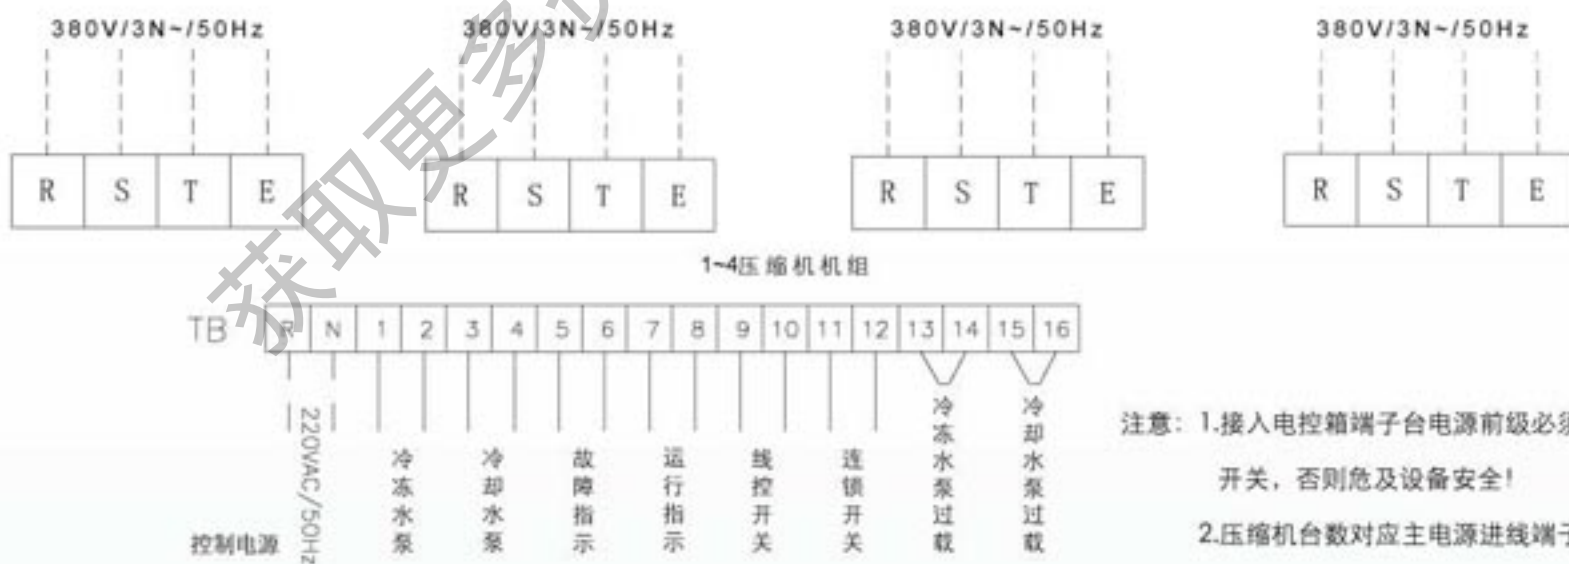 380V/3N~/50Hz 380V/3N~/50Hz 380V/3N~/50Hz 380V/3N~/50Hz
R S T E R S T E R S T E R S T E
1~4压缩机机组
TB R N 1 2 3 4 5 6 7 8 9 10 11 12 13 14 15 16
220VAC/50Hz
控制电源
冷冻水泵
冷却水泵
故障指示
运行指示
线控开关
连锁开关
冷冻水泵过载
冷却水泵过载
注意：1.接入电控箱端子台电源前级必须
开关，否则危及设备安全！
2.压缩机台数对应主电源进线端子
获取更多